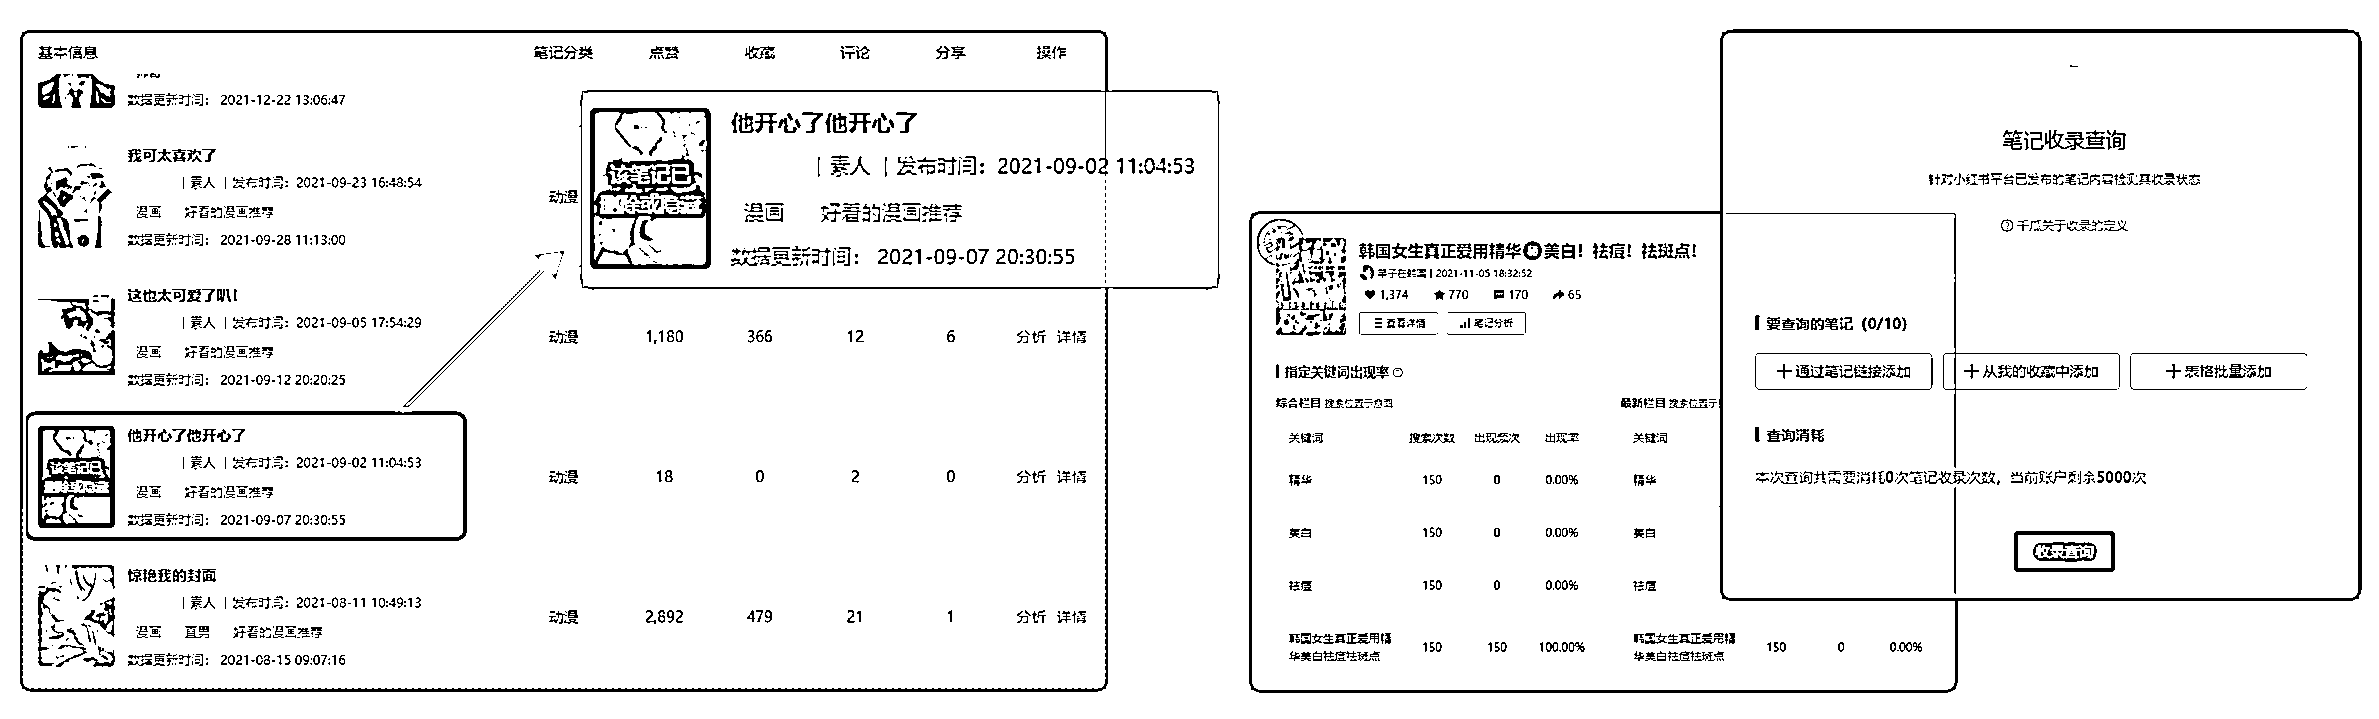 基本信息 笔记分类 点赞 收藏 评论 分享 操作
数据更新时间： 2021-12-22 13:06:47
我可太喜欢了
| 素人 | 发布时间：2021-09-23 16:48:54
漫画 好看的漫画推荐
数据更新时间： 2021-09-28 11:13:00
动漫
这也太可爱了叭！
| 素人 | 发布时间：2021-09-05 17:54:29
漫画 好看的漫画推荐
数据更新时间： 2021-09-12 20:20:25
动漫 1,180 366 12 6 分析 详情
他开心了他开心了
| 素人 | 发布时间：2021-09-02 11:04:53
漫画 好看的漫画推荐
数据更新时间： 2021-09-07 20:30:55
该笔记已
删除或隐藏
动漫 18 0 2 0 分析 详情
惊艳我的封面
| 素人 | 发布时间：2021-08-11 10:49:13
漫画 直男 好看的漫画推荐
数据更新时间： 2021-08-15 09:07:16
动漫 2,892 479 21 1 分析 详情
该笔记已
删除或隐藏
他开心了他开心了
| 素人 | 发布时间：2021-09-02 11:04:53
漫画 好看的漫画推荐
数据更新时间： 2021-09-07 20:30:55
韩国女生真正爱用精华美白！祛痘！祛斑点！
2021-11-05 18:32:52
1,374 770 170 65
查看详情 笔记分析
指定关键词出现率
综合栏目 搜索位置示意图 最新栏目 搜索位置示
关键词 搜索次数 出现频次 出现率 关键词
精华 150 0 0.00% 精华
美白 150 0 0.00% 美白
祛痘 150 0 0.00% 祛痘
韩国女生真正爱用精
华美白祛痘祛斑点 150 150 100.00%
韩国女生真正爱用精
华美白祛痘祛斑点 150 0 0.00%
笔记收录查询
针对小红书平台已发布的笔记内容检测其收录状态
千瓜关于收录的定义
要查询的笔记（0/10）
＋通过笔记链接添加 ＋从我的收藏中添加 ＋表格批量添加
查询消耗
本次查询共需要消耗0次笔记收录次数，当前账户剩余5000次
收录查询